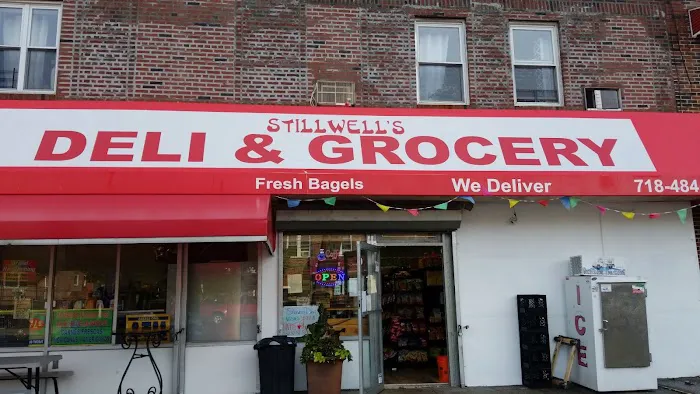 STILLWELL'S
DELI & GROCERY
Fresh Bagels We Deliver 718-484
OPEN
ICE